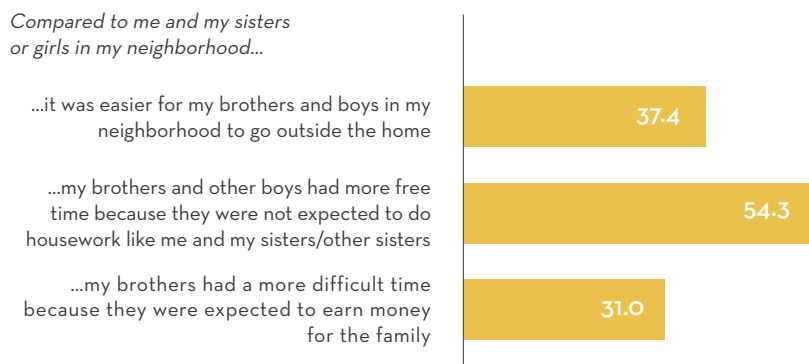 Compared to me and my sisters
or girls in my neighborhood...
...it was easier for my brothers and boys in my
neighborhood to go outside the home
37.4
...my brothers and other boys had more free
time because they were not expected to do
housework like me and my sisters/other sisters
54.3
...my brothers had a more difficult time
because they were expected to earn money
for the family
31.0